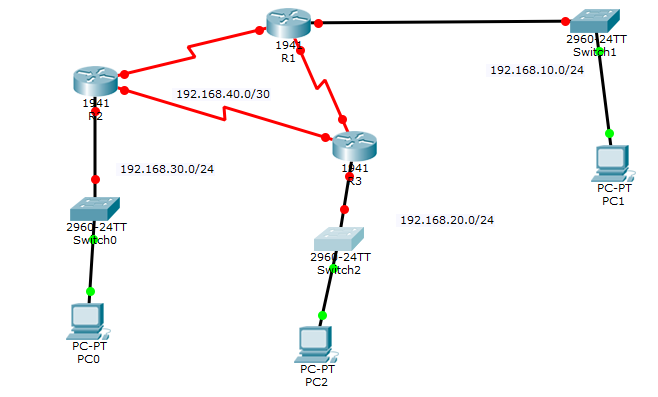 1941
R1
2960-24TT
Switch1
192.168.10.0/24
192.168.40.0/30
1941
R2
1941
R3
192.168.30.0/24
PC-PT
PC1
2960-24TT
Switch0
192.168.20.0/24
2960-24TT
Switch2
PC-PT
PC0
PC-PT
PC2